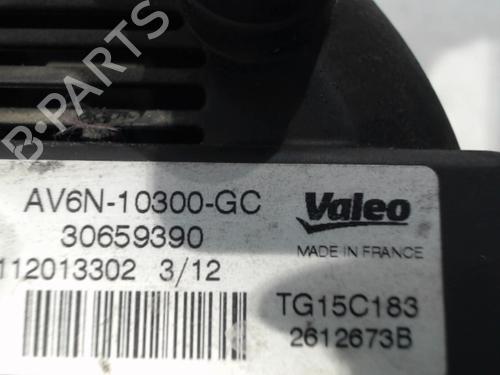 B-PARTS
AV6N-10300-GC
Valeo
30659390
MADE IN FRANCE
112013302 3/12
TG15C183
2612673B